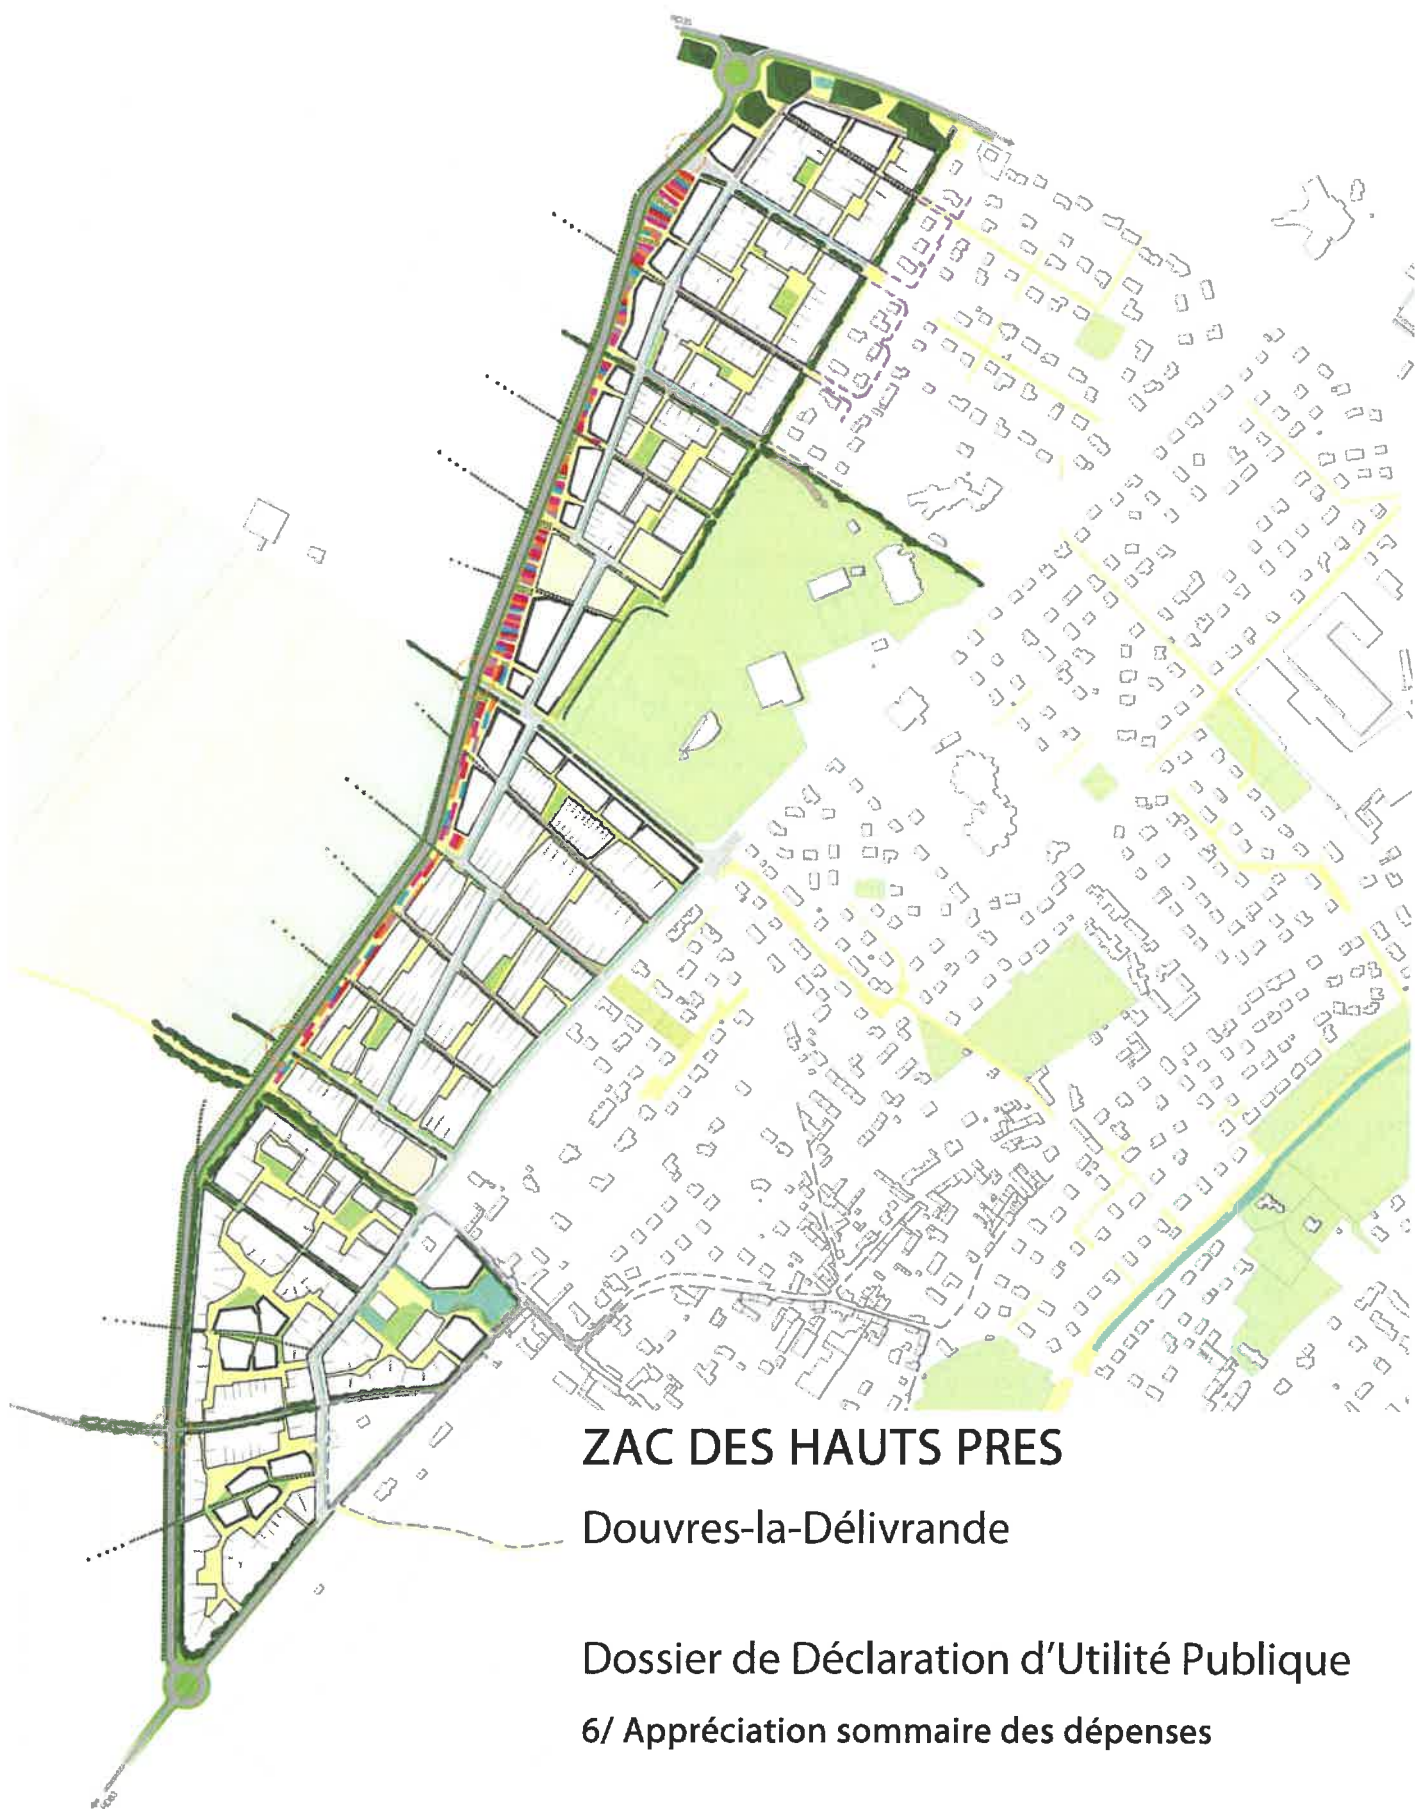 ZAC DES HAUTS PRES
Douvres-la-Délivrande
Dossier de Déclaration d'Utilité Publique
6/ Appréciation sommaire des dépenses